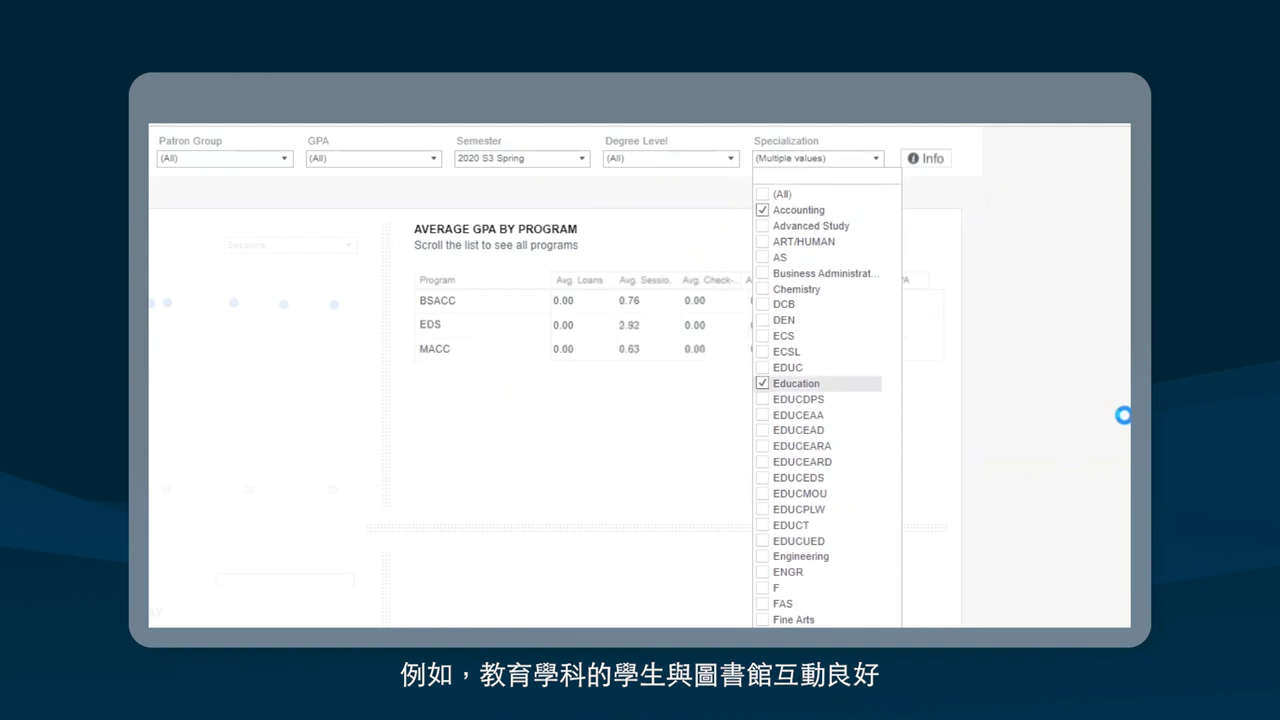 Patron Group GPA Semester Degree Level Specialization
(All) (All) 2020 S3 Spring (All) (Multiple values) Info
(All)
Accounting
Advanced Study
ART/HUMAN
AS
Business Administrat...
Chemistry
DCB
DEN
ECS
ECSL
EDUC
Education
EDUCDPS
EDUCEAA
EDUCEAD
EDUCEARA
EDUCEARD
EDUCEDS
EDUCMOU
EDUCPLW
EDUCT
EDUCUED
Engineering
ENGR
F
FAS
Fine Arts
Sessions
AVERAGE GPA BY PROGRAM
Scroll the list to see all programs
Program Avg. Loans Avg. Sessio.. Avg. Check-..
BSACC 0.00 0.76 0.00
EDS 0.00 2.92 0.00
MACC 0.00 0.63 0.00
例如，教育學科的學生與圖書館互動良好